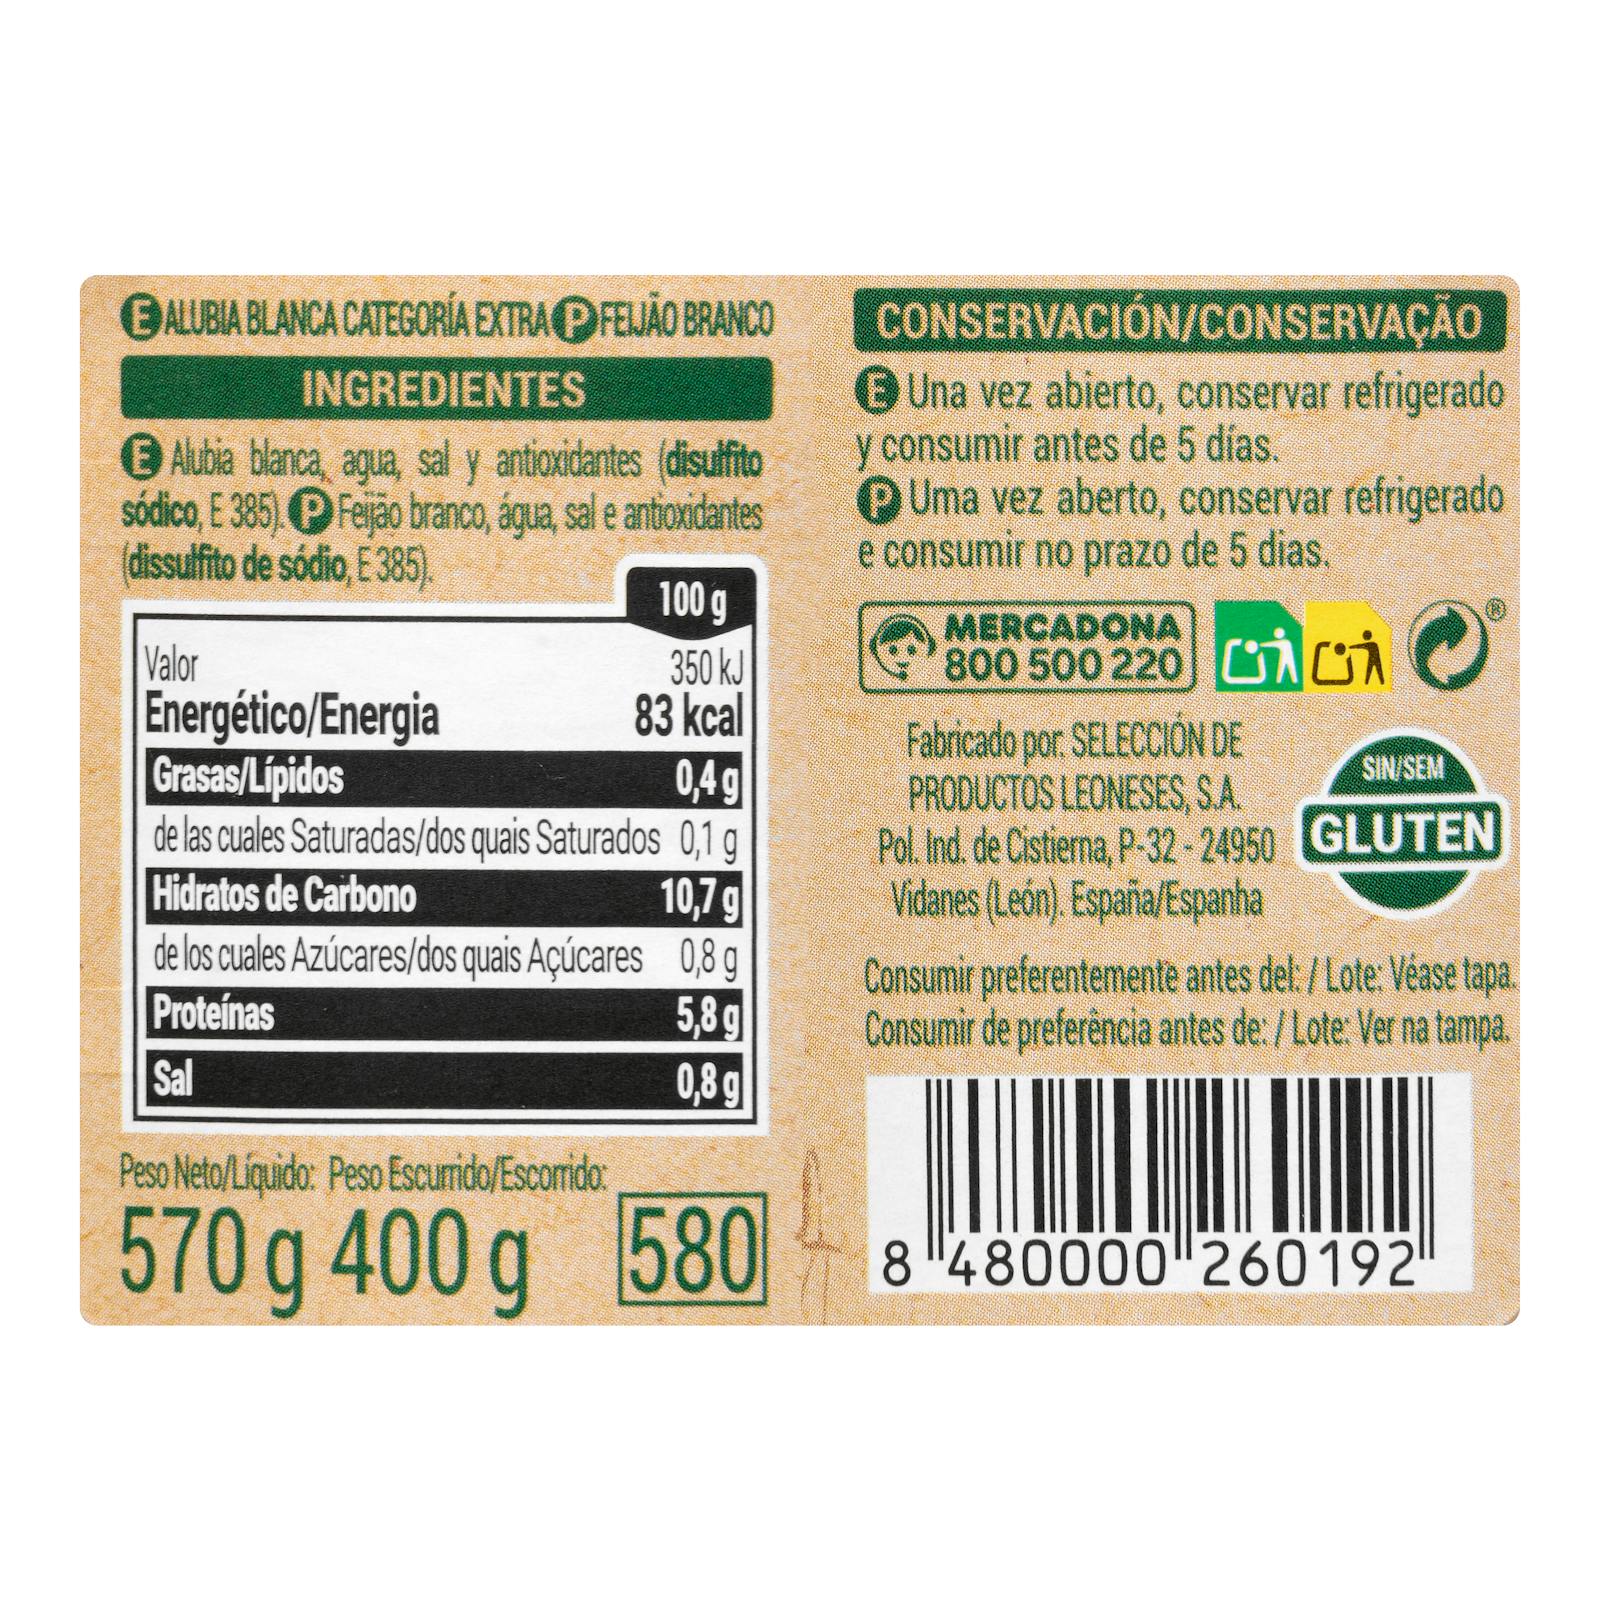 E ALUBIA BLANCA CATEGORÍA EXTRA P FEIJÃO BRANCO
INGREDIENTES
E Alubia blanca, agua, sal y antioxidantes (disulfito
sódico, E 385). P Feijão branco, água, sal e antioxidantes
(dissulfito de sódio, E 385).
100 g
Valor 350 kJ
Energético/Energia 83 kcal
Grasas/Lípidos 0,4 g
de las cuales Saturadas/dos quais Saturados 0,1 g
Hidratos de Carbono 10,7 g
de los cuales Azúcares/dos quais Açúcares 0,8 g
Proteínas 5,8 g
Sal 0,8 g
Peso Neto/Líquido: Peso Escurrido/Escorrido:
570 g 400 g 580
CONSERVACIÓN/CONSERVAÇÃO
E Una vez abierto, conservar refrigerado
y consumir antes de 5 días.
P Uma vez aberto, conservar refrigerado
e consumir no prazo de 5 dias.
MERCADONA
800 500 220
®
Fabricado por: SELECCIÓN DE
PRODUCTOS LEONESES, S.A.
Pol. Ind. de Cistierna, P-32 - 24950
Vidanes (León). España/Espanha
SIN/SEM
GLUTEN
Consumir preferentemente antes del: / Lote: Véase tapa.
Consumir de preferência antes de: / Lote: Ver na tampa.
8 480000 260192